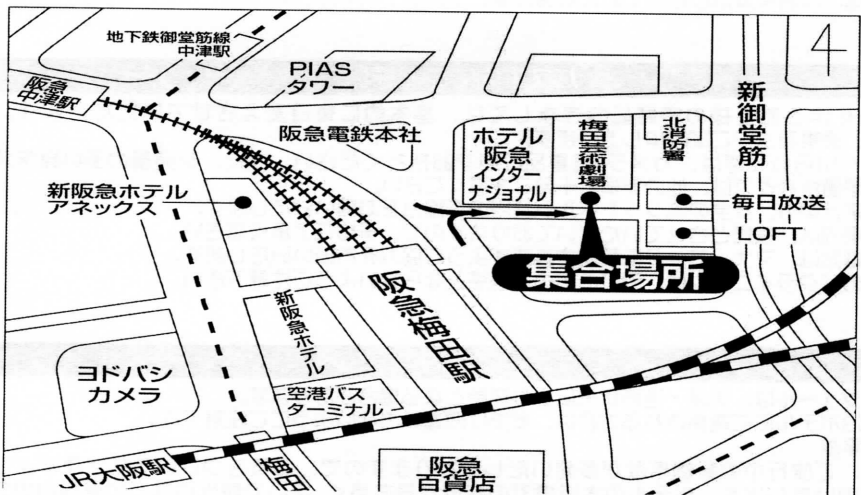 4
地下鉄御堂筋線
中津駅
阪急
中津駅
PIAS
タワー
阪急電鉄本社
ホテル
阪急
インター
ナショナル
梅田芸術劇場
北消防署
新御堂筋
新阪急ホテル
アネックス
毎日放送
LOFT
集合場所
阪急梅田駅
新阪急ホテル
空港バス
ターミナル
ヨドバシ
カメラ
JR大阪駅
梅田
阪急
百貨店